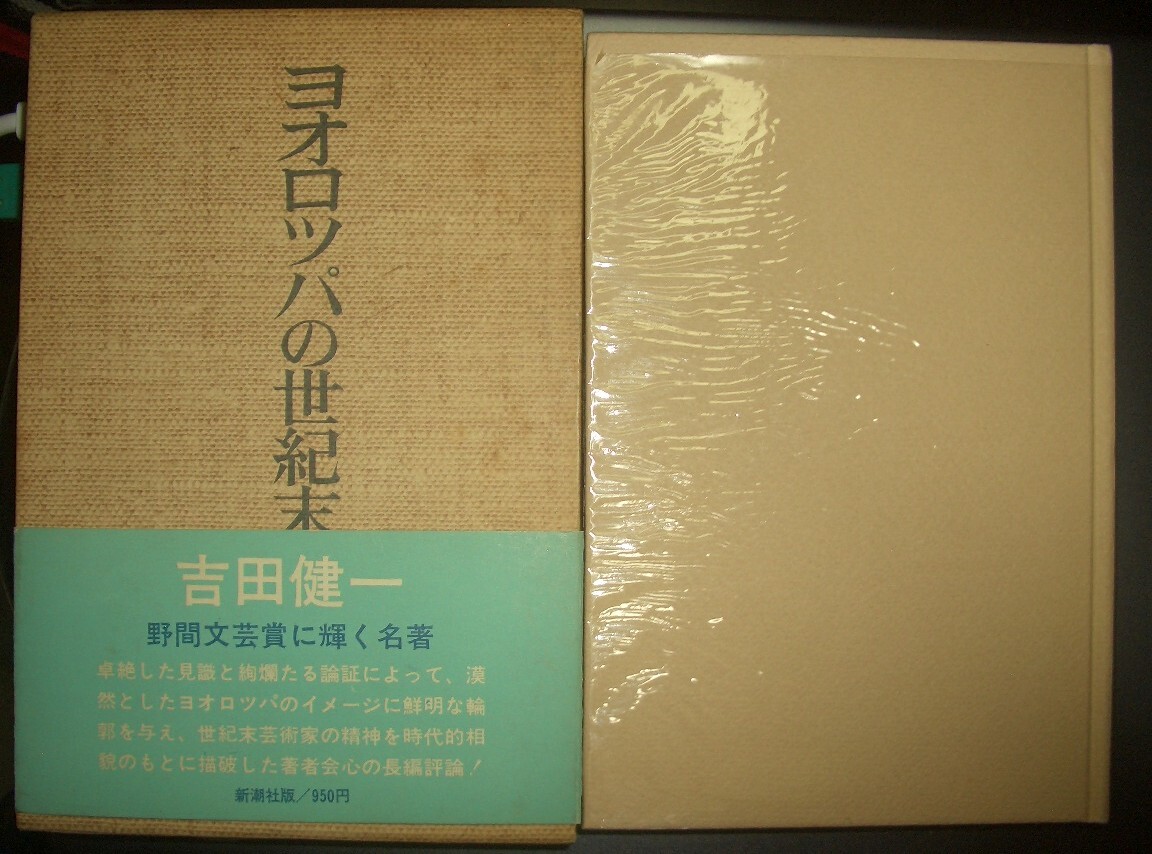 ヨオロツパの世紀末
吉田健一
野間文芸賞に輝く名著
卓絶した見識と絢爛たる論証によって、漠
然としたヨオロツパのイメージに鮮明な輪
郭を与え、世紀末芸術家の精神を時代的相
貌のもとに描破した著者会心の長編評論!
新潮社版/950円